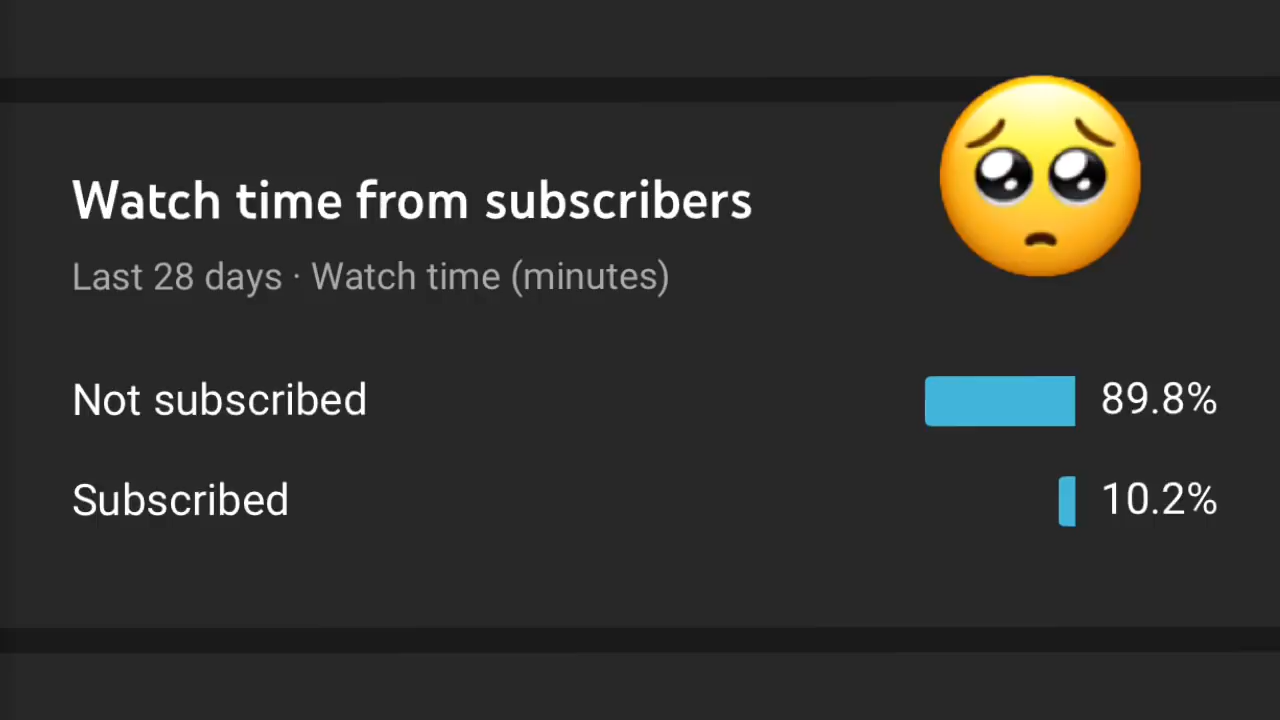 Watch time from subscribers
Last 28 days · Watch time (minutes)
Not subscribed 89.8%
Subscribed 10.2%